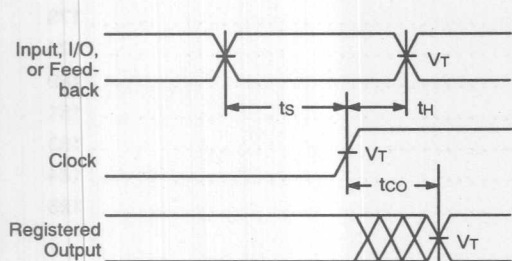 Input, I/O,
or Feed-
back
VT
tS
tH
Clock
VT
tCO
Registered
Output
VT